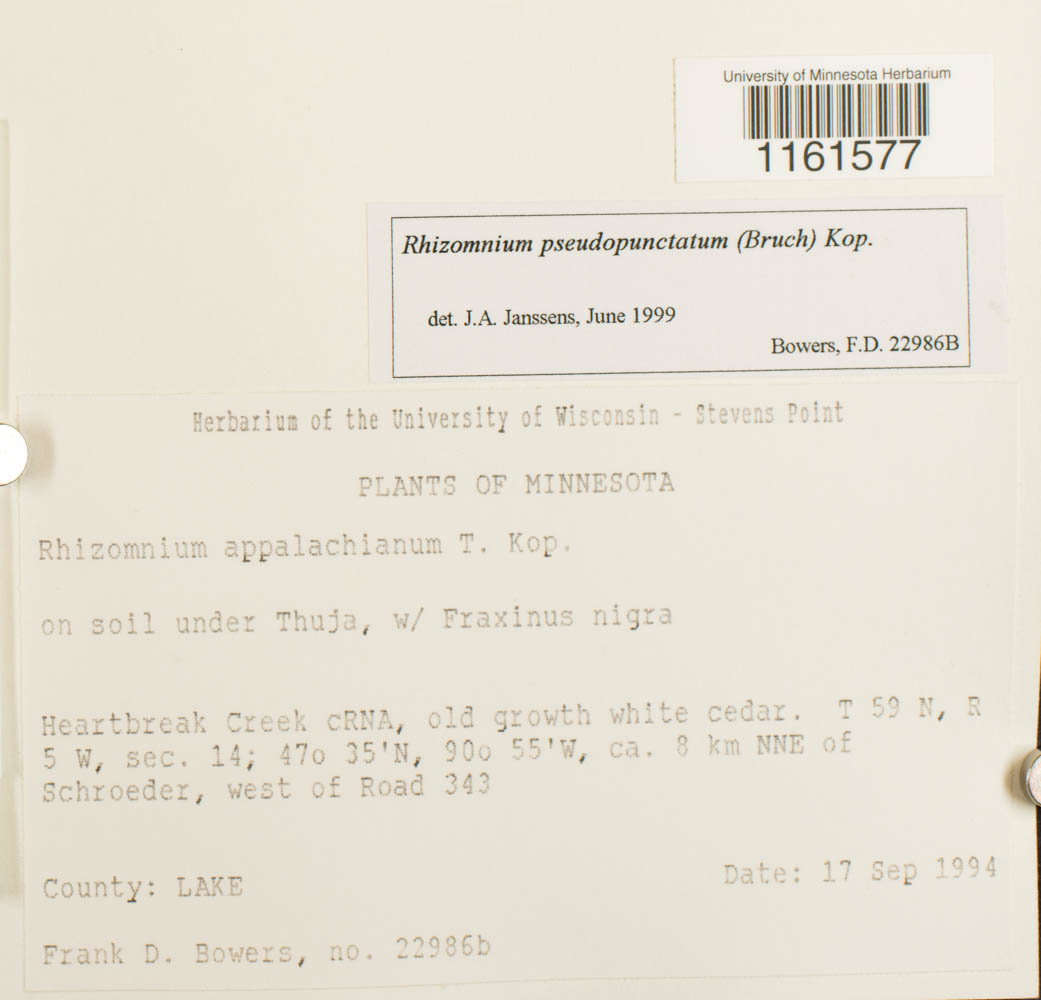 University of Minnesota Herbarium
1161577
Rhizomnium pseudopunctatum (Bruch) Kop.
det. J.A. Janssens, June 1999
Bowers, F.D. 22986B
Herbarium of the University of Wisconsin - Stevens Point
PLANTS OF MINNESOTA
Rhizomnium appalachianum T. Kop.
on soil under Thuja, w/ Fraxinus nigra
Heartbreak Creek cRNA, old growth white cedar. T 59 N, R
5 W, sec. 14; 47o 35'N, 90o 55'W, ca. 8 km NNE of
Schroeder, west of Road 343
County: LAKE Date: 17 Sep 1994
Frank D. Bowers, no. 22986b